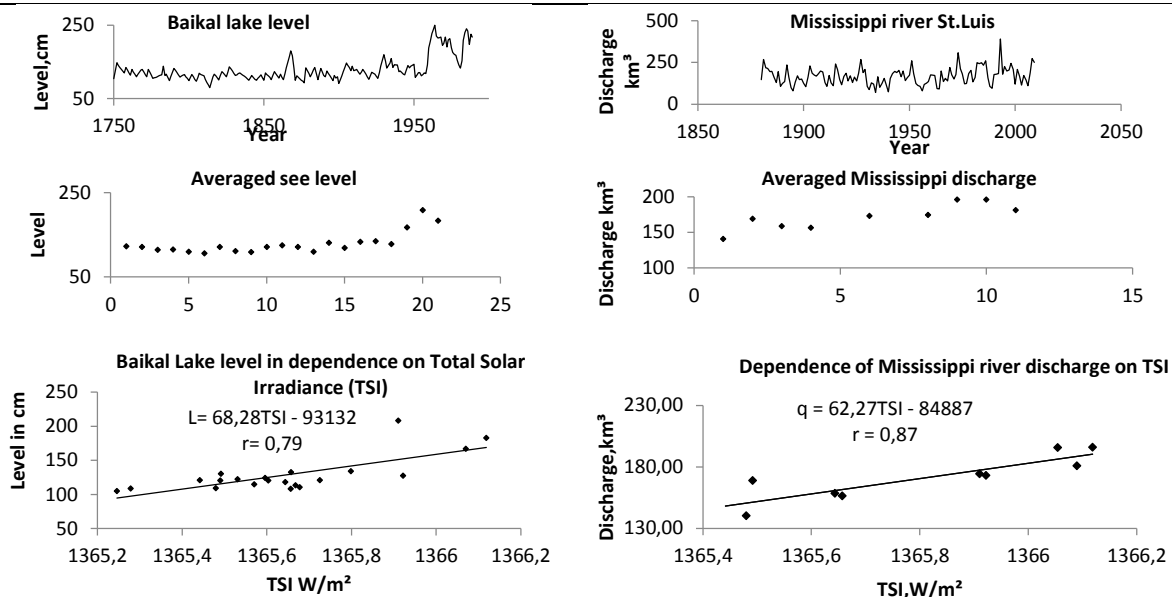 Baikal lake level
Level,cm
250
50
1750
1850
1950
Year
Mississippi river St.Luis
Discharge
km³
500
250
0
1850
1900
1950
2000
2050
Year
Averaged see level
Level
250
50
0
5
10
15
20
25
Averaged Mississippi discharge
Discharge km³
200
150
100
0
5
10
15
Baikal Lake level in dependence on Total Solar
Irradiance (TSI)
L= 68,28TSI - 93132
r= 0,79
Level in cm
250
200
150
100
50
1365,2
1365,4
1365,6
1365,8
1366
1366,2
TSI W/m²
Dependence of Mississippi river discharge on TSI
q = 62,27TSI - 84887
r = 0,87
Discharge,km³
230,00
180,00
130,00
1365,4
1365,6
1365,8
1366
1366,2
TSI,W/m²